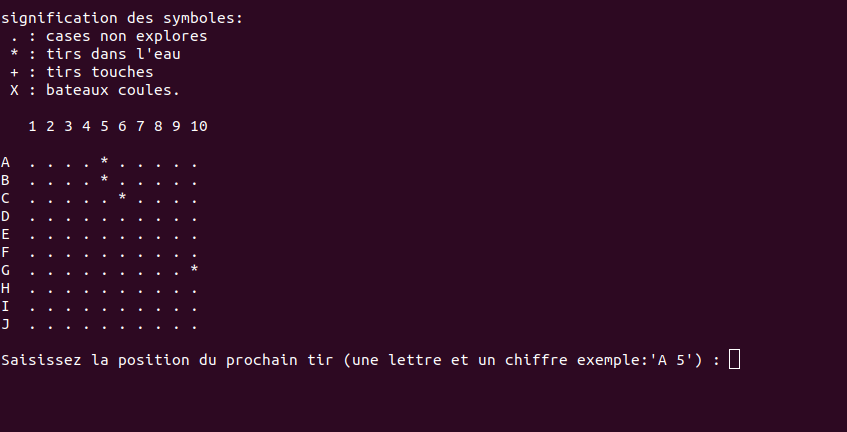 signification des symboles:
. : cases non explores
* : tirs dans l'eau
+ : tirs touches
X : bateaux coules.
1 2 3 4 5 6 7 8 9 10
A . . . . * . . . . .
B . . . . * . . . . .
C . . . . . * . . . .
D . . . . . . . . . .
E . . . . . . . . . .
F . . . . . . . . . .
G . . . . . . . . . *
H . . . . . . . . . .
I . . . . . . . . . .
J . . . . . . . . . .
Saisissez la position du prochain tir (une lettre et un chiffre exemple:'A 5') :